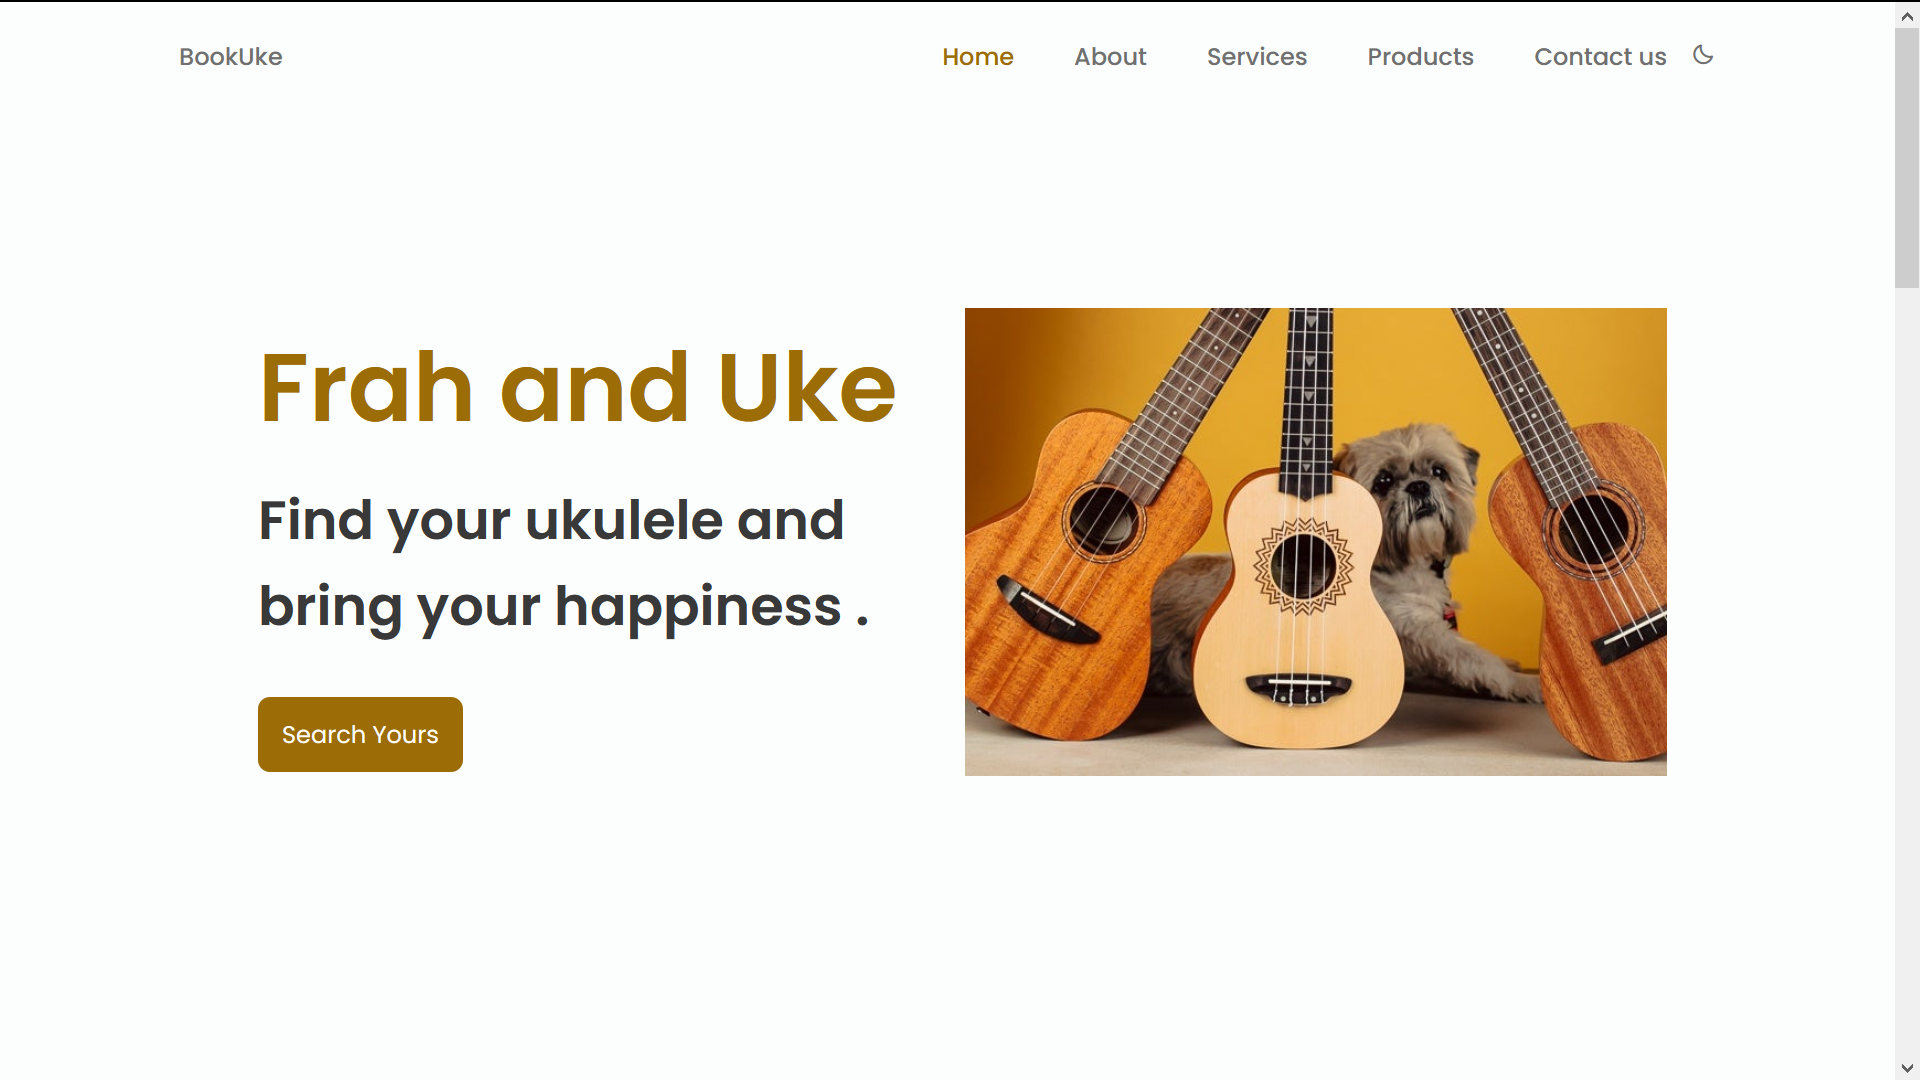 BookUke
Home
About
Services
Products
Contact us
Frah and Uke
Find your ukulele and
bring your happiness .
Search Yours